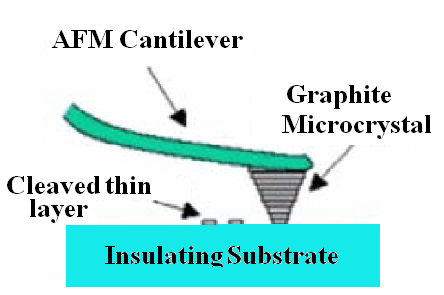 AFM Cantilever
Graphite
Microcrystal
Cleaved thin
layer
Insulating Substrate